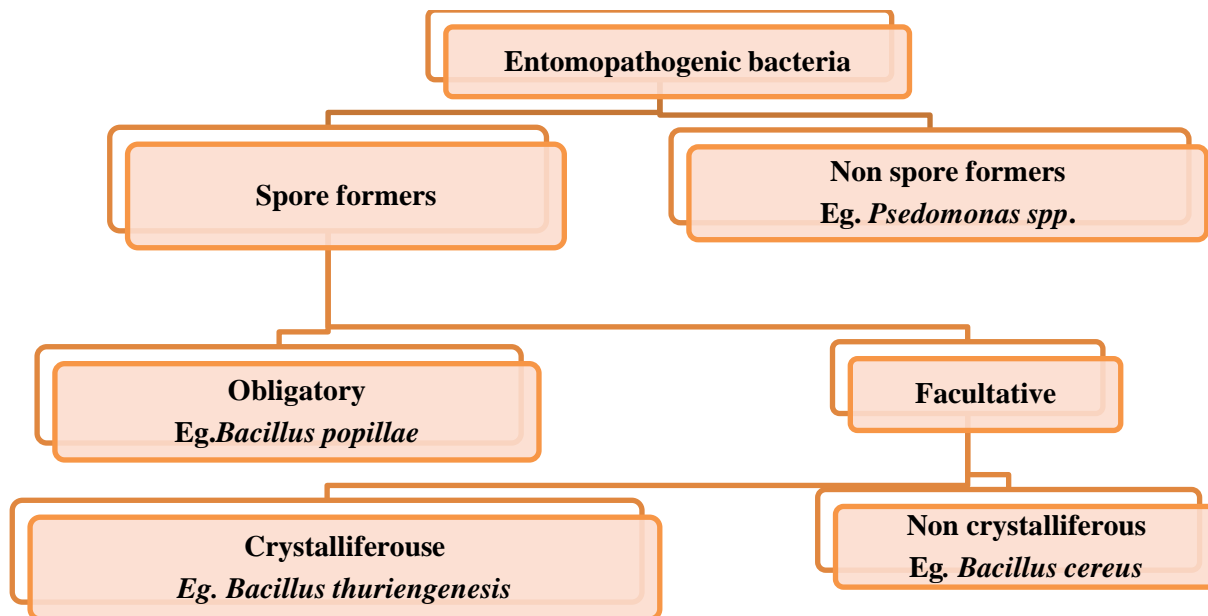 Entomopathogenic bacteria
Spore formers
Non spore formers
Eg. Psedomonas spp.
Obligatory
Eg.Bacillus popillae
Facultative
Crystalliferouse
Eg. Bacillus thuriengenesis
Non crystalliferous
Eg. Bacillus cereus